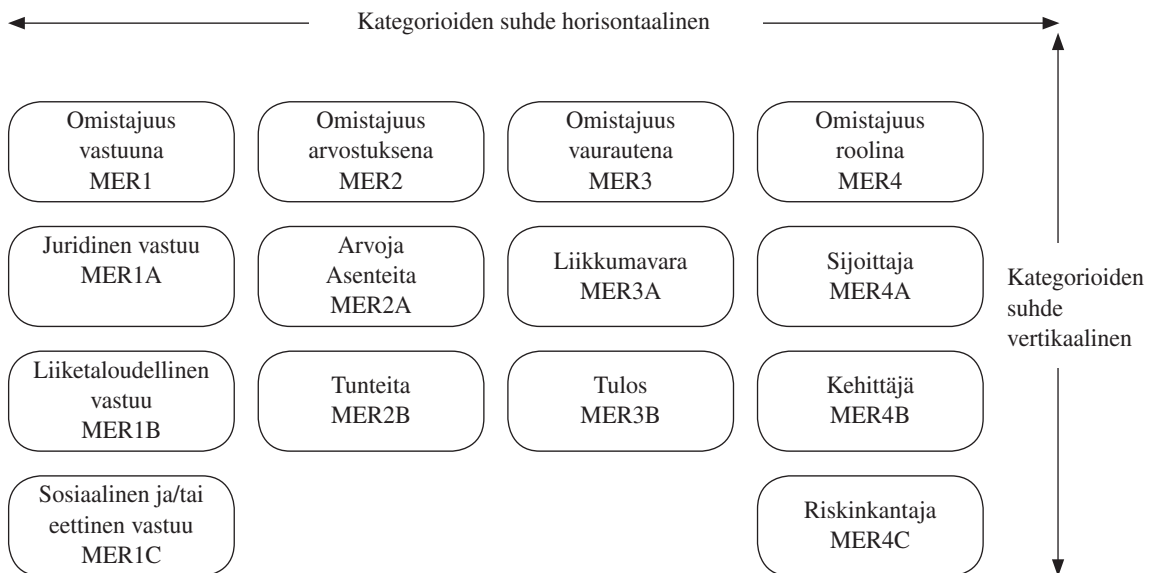 Kategorioiden suhde horisontaalinen
Omistajuus
vastuuna
MER1
Omistajuus
arvostuksena
MER2
Omistajuus
vaurautena
MER3
Omistajuus
roolina
MER4
Juridinen vastuu
MER1A
Arvoja
Asenteita
MER2A
Liikkumavara
MER3A
Sijoittaja
MER4A
Kategorioiden
suhde
vertikaalinen
Liiketaloudellinen
vastuu
MER1B
Tunteita
MER2B
Tulos
MER3B
Kehittäjä
MER4B
Sosiaalinen ja/tai
eettinen vastuu
MER1C
Riskinkantaja
MER4C